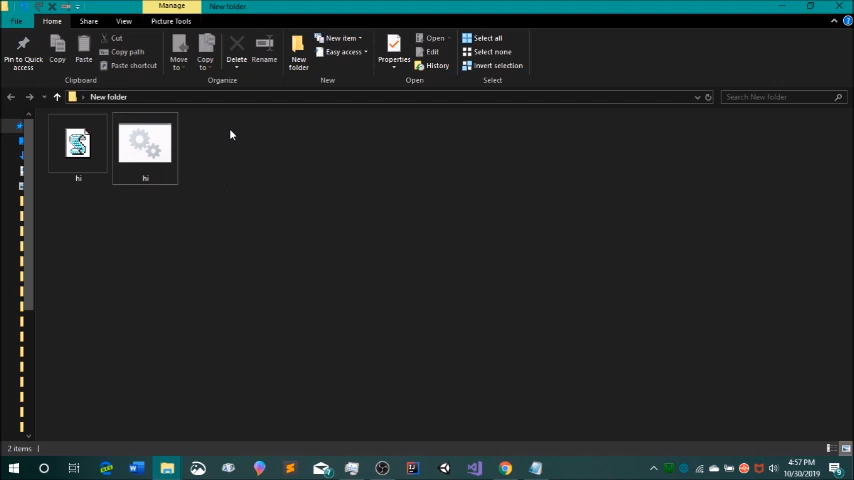 Manage
New folder
File
Home
Share
View
Picture Tools
Pin to Quick
access
Copy
Paste
Cut
Copy path
Paste shortcut
Clipboard
Move
to
Copy
to
Delete
Rename
Organize
New
folder
New item
Easy access
New
Properties
Open
Edit
History
Open
Select all
Select none
Invert selection
Select
New folder
Search New folder
hi
hi
2 items
4:57 PM
10/30/2019